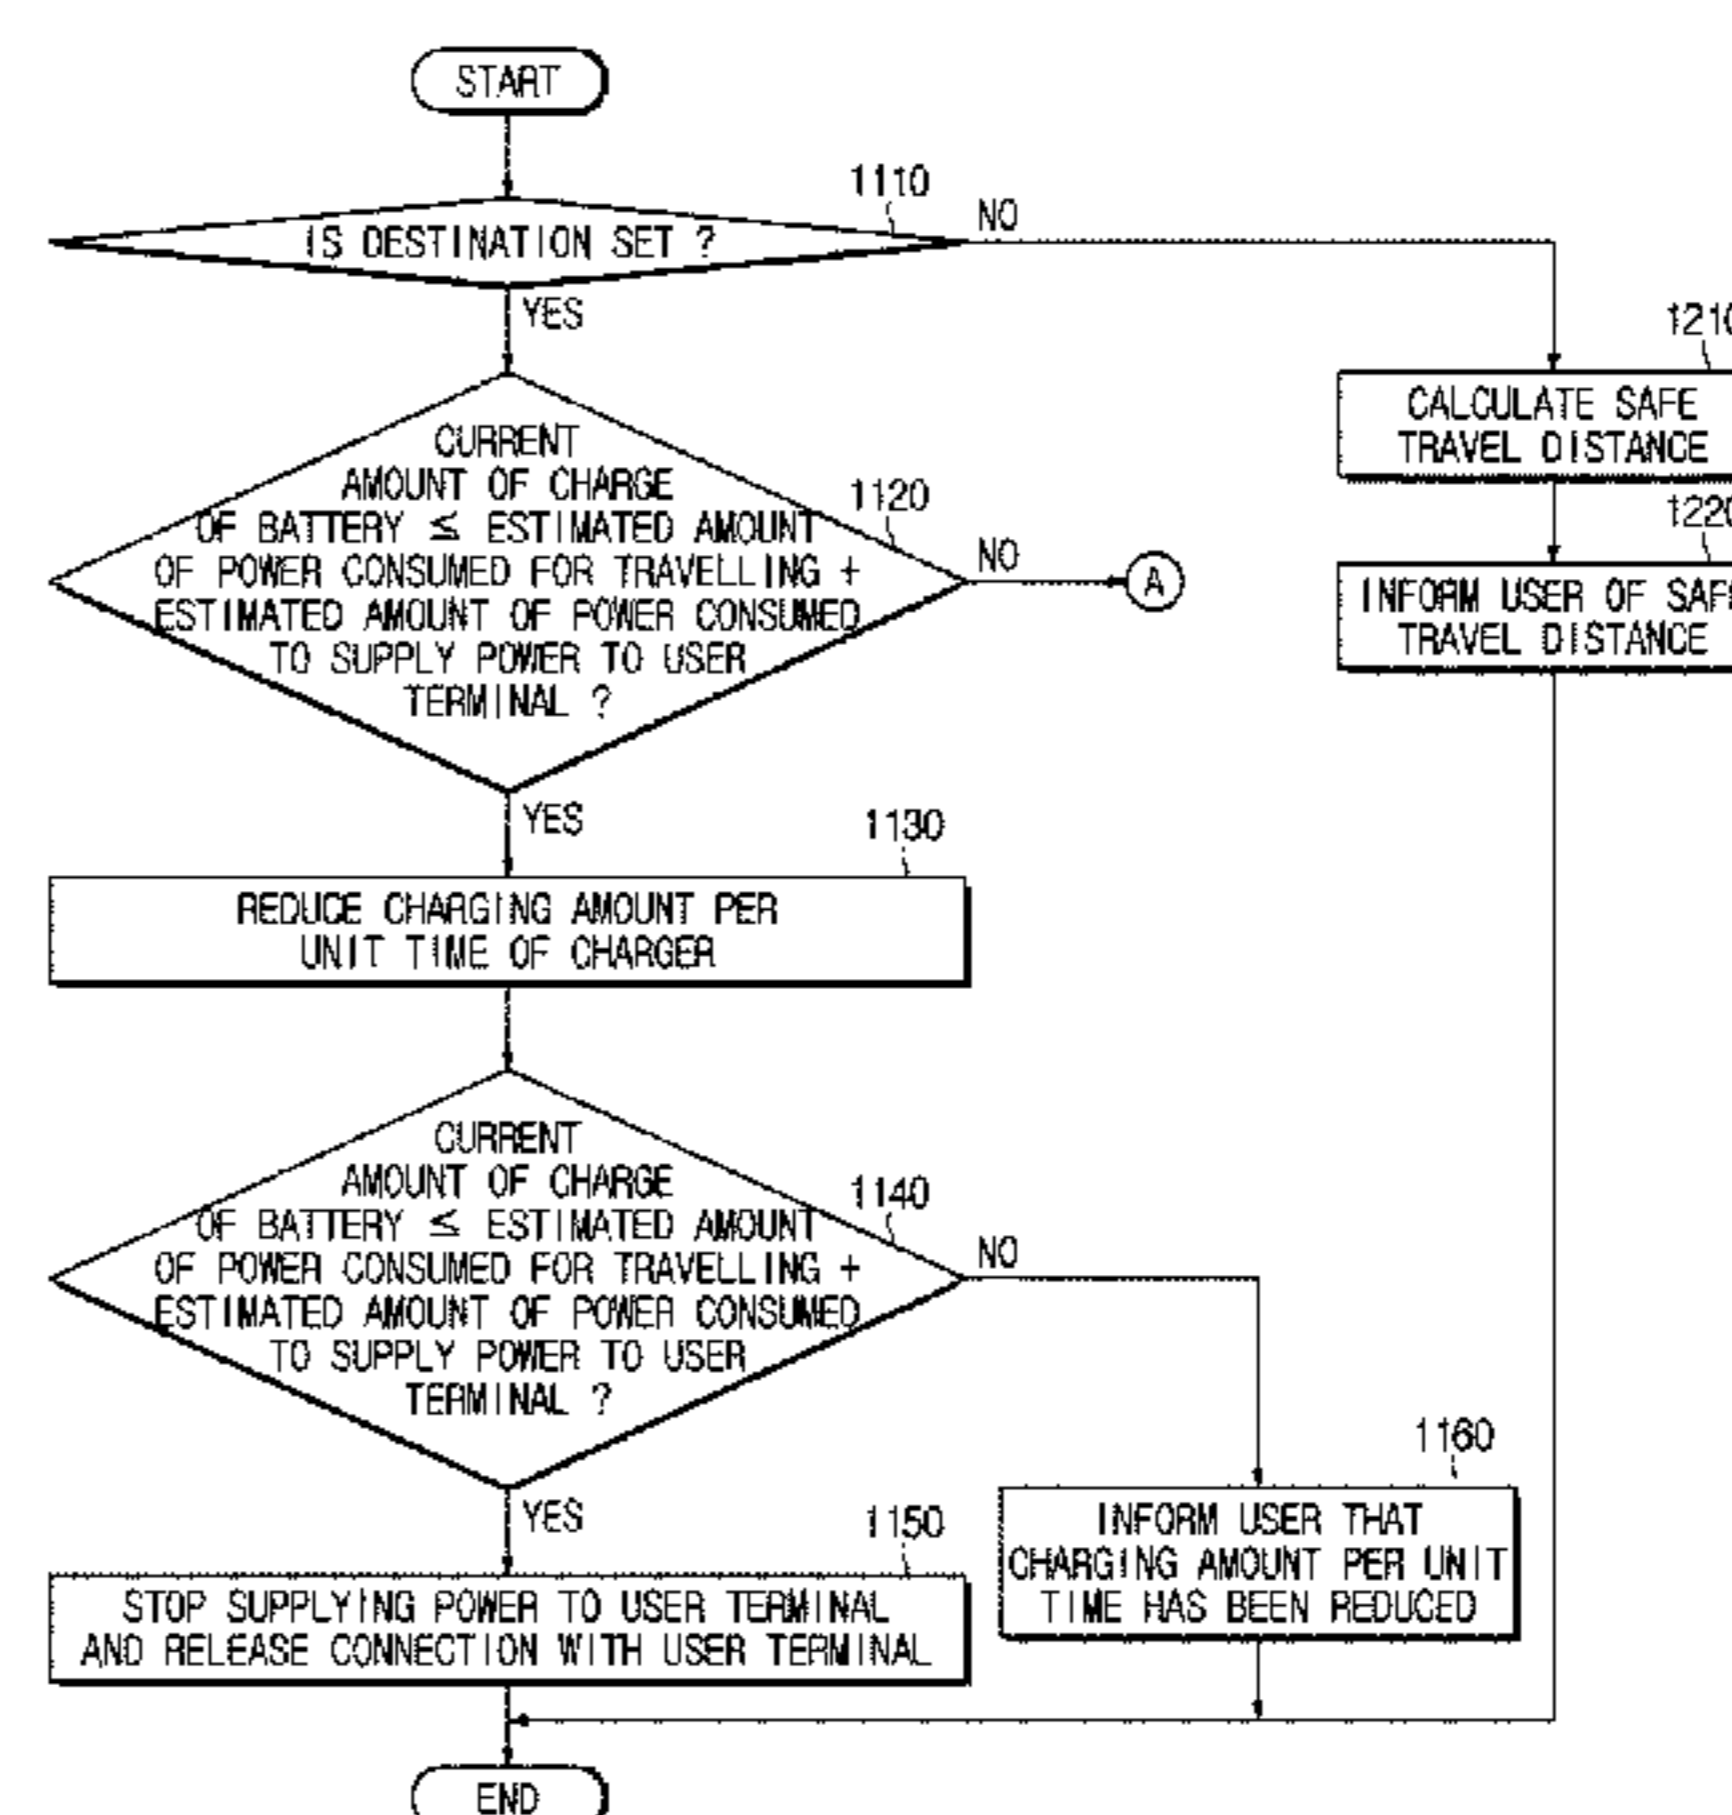 START
1110
IS DESTINATION SET ?
NO
YES
1210
CALCULATE SAFE
TRAVEL DISTANCE
CURRENT
AMOUNT OF CHARGE
OF BATTERY ≤ ESTIMATED AMOUNT
OF POWER CONSUMED FOR TRAVELLING +
ESTIMATED AMOUNT OF POWER CONSUMED
TO SUPPLY POWER TO USER
TERMINAL ?
1120
NO
A
1220
INFORM USER OF SAFE
TRAVEL DISTANCE
YES
1130
REDUCE CHARGING AMOUNT PER
UNIT TIME OF CHARGER
CURRENT
AMOUNT OF CHARGE
OF BATTERY ≤ ESTIMATED AMOUNT
OF POWER CONSUMED FOR TRAVELLING +
ESTIMATED AMOUNT OF POWER CONSUMED
TO SUPPLY POWER TO USER
TERMINAL ?
1140
NO
YES
1160
INFORM USER THAT
CHARGING AMOUNT PER UNIT
TIME HAS BEEN REDUCED
1150
STOP SUPPLYING POWER TO USER TERMINAL
AND RELEASE CONNECTION WITH USER TERMINAL
END